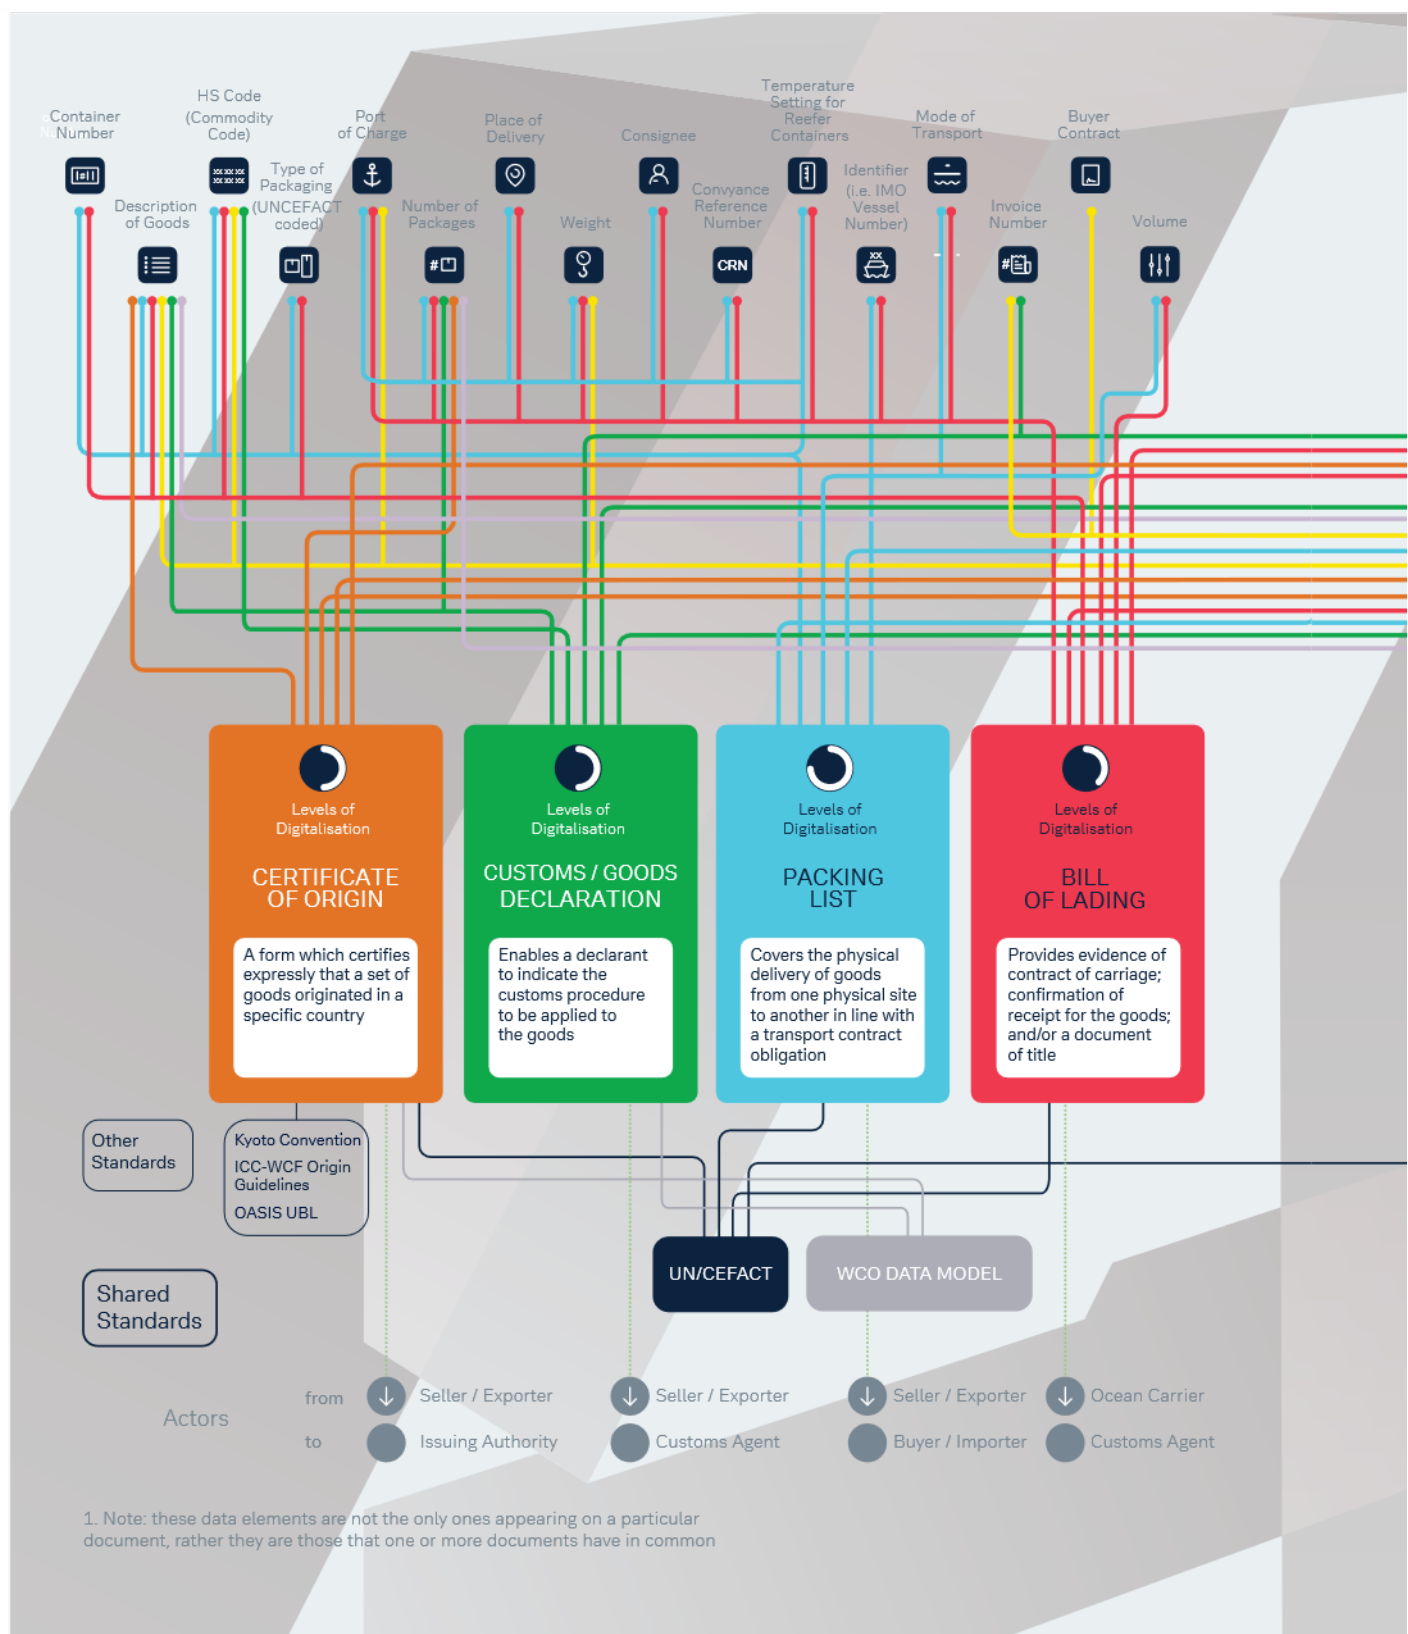 Container
Number
HS Code
(Commodity
Code)
Port
of Charge
Place of
Delivery
Consignee
Temperature
Setting for
Reefer
Containers
Mode of
Transport
Buyer
Contract
Description
of Goods
Type of
Packaging
(UNCEFACT
coded)
Number of
Packages
Weight
Convyance
Reference
Number
Identifier
(i.e. IMO
Vessel
Number)
Invoice
Number
Volume
CRN
Levels of
Digitalisation
CERTIFICATE
OF ORIGIN
A form which certifies
expressly that a set of
goods originated in a
specific country
Levels of
Digitalisation
CUSTOMS / GOODS
DECLARATION
Enables a declarant
to indicate the
customs procedure
to be applied to
the goods
Levels of
Digitalisation
PACKING
LIST
Covers the physical
delivery of goods
from one physical site
to another in line with
a transport contract
obligation
Levels of
Digitalisation
BILL
OF LADING
Provides evidence of
contract of carriage;
confirmation of
receipt for the goods;
and/or a document
of title
Other
Standards
Kyoto Convention
ICC-WCF Origin
Guidelines
OASIS UBL
UN/CEFACT
WCO DATA MODEL
Shared
Standards
Actors
from
to
Seller / Exporter
Issuing Authority
Seller / Exporter
Customs Agent
Seller / Exporter
Buyer / Importer
Ocean Carrier
Customs Agent
1. Note: these data elements are not the only ones appearing on a particular
document, rather they are those that one or more documents have in common